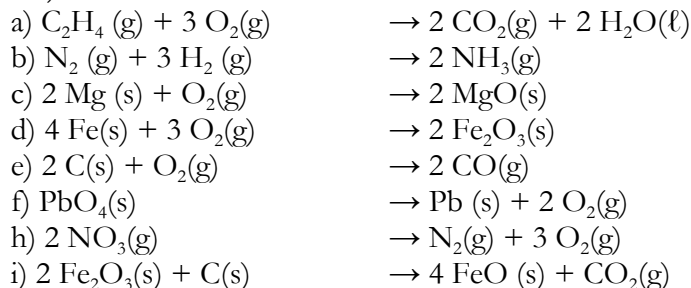 a) C₂H₄ (g) + 3 O₂(g) → 2 CO₂(g) + 2 H₂O(ℓ)
b) N₂ (g) + 3 H₂ (g) → 2 NH₃(g)
c) 2 Mg (s) + O₂(g) → 2 MgO(s)
d) 4 Fe(s) + 3 O₂(g) → 2 Fe₂O₃(s)
e) 2 C(s) + O₂(g) → 2 CO(g)
f) PbO₄(s) → Pb (s) + 2 O₂(g)
h) 2 NO₃(g) → N₂(g) + 3 O₂(g)
i) 2 Fe₂O₃(s) + C(s) → 4 FeO (s) + CO₂(g)